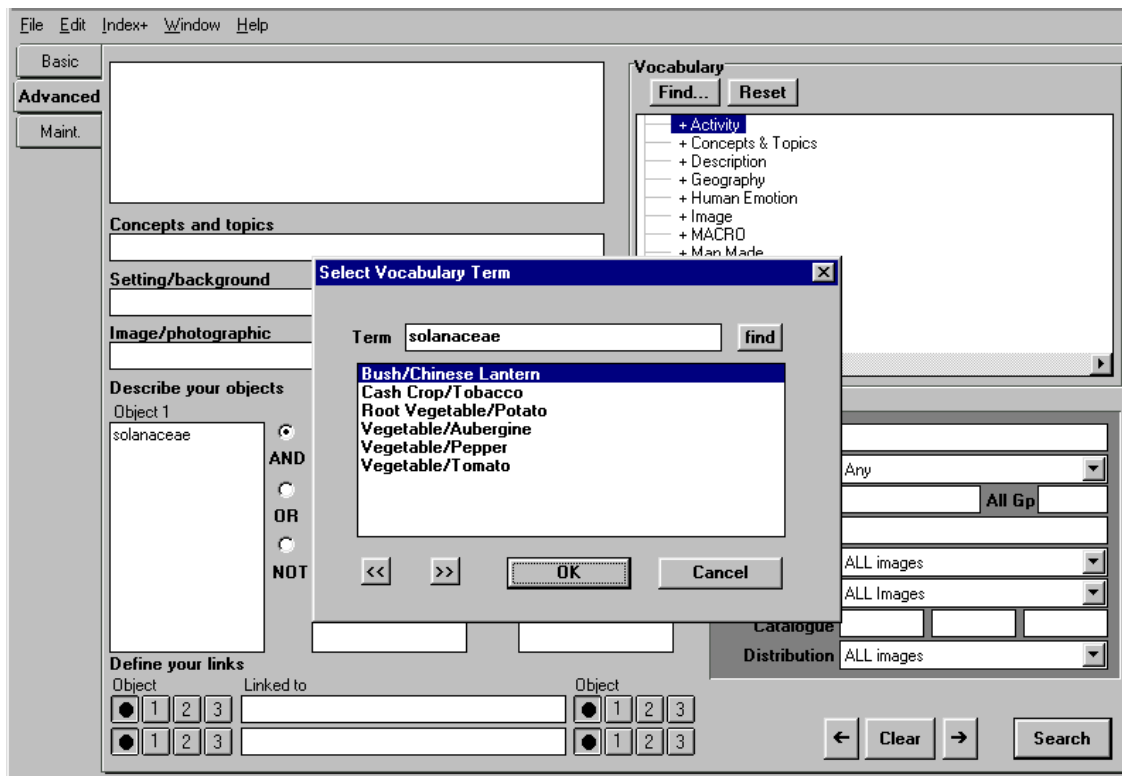 File Edit Index+ Window Help
Basic
Advanced
Maint.
Vocabulary
Find... Reset
+ Activity
+ Concepts & Topics
+ Description
+ Geography
+ Human Emotion
+ Image
+ MACRO
+ Man Made
Concepts and topics
Setting/background
Image/photographic
Describe your objects
Object 1
solanaceae
AND
OR
NOT
Select Vocabulary Term
Term solanaceae find
Bush/Chinese Lantern
Cash Crop/Tobacco
Root Vegetable/Potato
Vegetable/Aubergine
Vegetable/Pepper
Vegetable/Tomato
<< >> OK Cancel
Any
All Gp
ALL images
ALL Images
Catalogue
Distribution ALL images
Define your links
Object Linked to Object
1 2 3 1 2 3
1 2 3 1 2 3
← Clear → Search